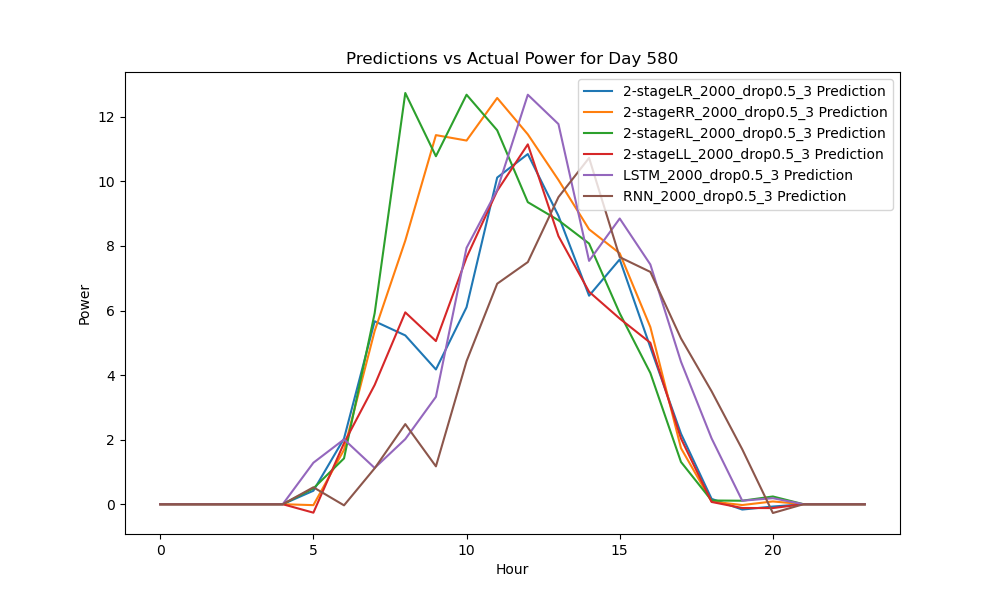 Predictions vs Actual Power for Day 580
2-stageLR_2000_drop0.5_3 Prediction
2-stageRR_2000_drop0.5_3 Prediction
2-stageRL_2000_drop0.5_3 Prediction
2-stageLL_2000_drop0.5_3 Prediction
LSTM_2000_drop0.5_3 Prediction
RNN_2000_drop0.5_3 Prediction
Power
12
10
8
6
4
2
0
0 5 10 15 20
Hour